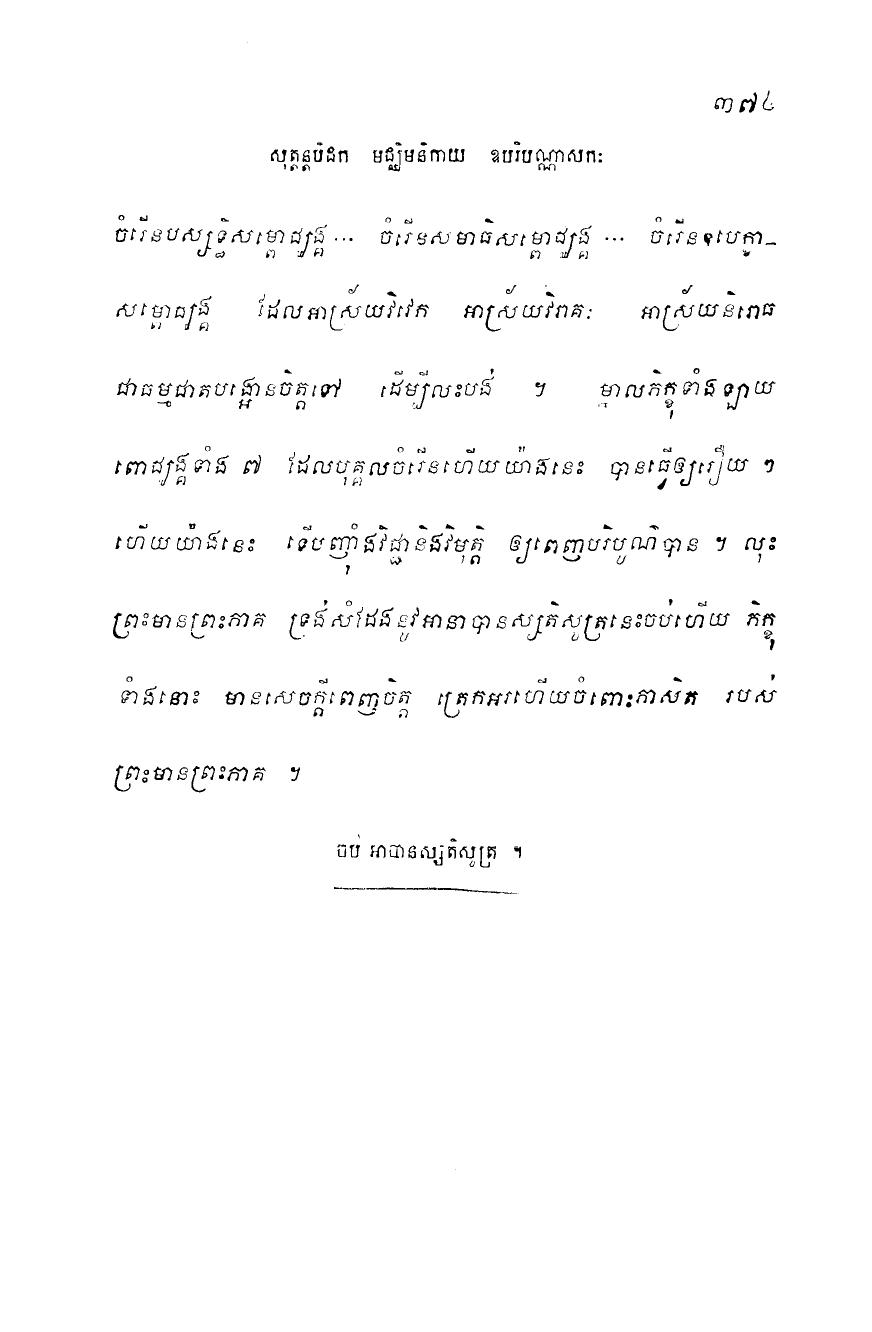 ៣៧៤
សុត្តន្តបិដក មជ្ឈិមនិកាយ ឧបរិបណ្ណាសកៈ
ចំរើនបស្សទ្ធិសម្ពោជ្ឈង្គ ... ចំរើនសមាធិសម្ពោជ្ឈង្គ ... ចំរើនឧបេក្ខា-
សម្ពោជ្ឈង្គ ដែលអាស្រ័យវិវេក អាស្រ័យវិរាគៈ អាស្រ័យនិរោធ
ជាធម្មជាតបង្អោនចិត្តទៅ ដើម្បីលះបង់ ។ ម្នាលភិក្ខុទាំងឡាយ
ពោជ្ឈង្គទាំង ៧ ដែលបុគ្គលចំរើនហើយយ៉ាងនេះ បានធ្វើឲ្យរឿយ ៗ
ហើយយ៉ាងនេះ ទើបញុំាងវិជ្ជានិងវិមុត្តិ ឲ្យពេញបរិបូណ៌បាន ។ លុះ
ព្រះមានព្រះភាគ ទ្រង់សំដែងនូវអានាបានស្សតិសូត្រនេះចប់ហើយ ភិក្ខុ
ទាំងនោះ មានសេចក្តីពេញចិត្ត ត្រេកអរហើយចំពោះភាសិត របស់
ព្រះមានព្រះភាគ ។
ចប់ អាបានស្សតិសូត្រ ។